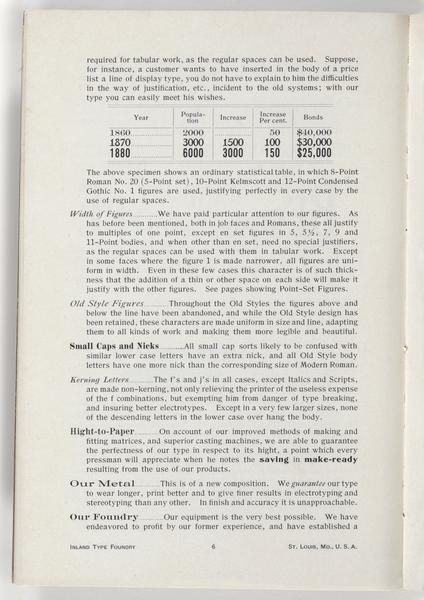 required for tabular work, as the regular spaces can be used. Suppose,
for instance, a customer wants to have inserted in the body of a price
list a line of display type, you do not have to explain to him the difficulties
in the way of justification, etc., incident to the old systems; with our
type you can easily meet his wishes.
Year Popula-tion Increase Increase Per cent. Bonds
1860 2000 50 $40,000
1870 3000 1500 100 $30,000
1880 6000 3000 150 $25,000
The above specimen shows an ordinary statistical table, in which 8-Point
Roman No. 20 (5-Point set), 10-Point Kelmscott and 12-Point Condensed
Gothic No. 1 figures are used, justifying perfectly in every case by the
use of regular spaces.
Width of Figures..........We have paid particular attention to our figures. As
has before been mentioned, both in job faces and Romans, these all justify
to multiples of one point, except en set figures in 5, 5½, 7, 9 and
11-Point bodies, and when other than en set, need no special justifiers,
as the regular spaces can be used with them in tabular work. Except
in some faces where the figure 1 is made narrower, all figures are uni-
form in width. Even in these few cases this character is of such thick-
ness that the addition of a thin or other space on each side will make it
justify with the other figures. See pages showing Point-Set Figures.
Old Style Figures..........Throughout the Old Styles the figures above and
below the line have been abandoned, and while the Old Style design has
been retained, these characters are made uniform in size and line, adapting
them to all kinds of work and making them more legible and beautiful.
Small Caps and Nicks..........All small cap sorts likely to be confused with
similar lower case letters have an extra nick, and all Old Style body
letters have one more nick than the corresponding size of Modern Roman.
Kerning Letters..........The f's and j's in all cases, except Italics and Scripts,
are made non-kerning, not only relieving the printer of the useless expense
of the f combinations, but exempting him from danger of type breaking,
and insuring better electrotypes. Except in a very few larger sizes, none
of the descending letters in the lower case over hang the body.
Hight-to-Paper..........On account of our improved methods of making and
fitting matrices, and superior casting machines, we are able to guarantee
the perfectness of our type in respect to its hight, a point which every
pressman will appreciate when he notes the saving in make-ready
resulting from the use of our products.
Our Metal..........This is of a new composition. We guarantee our type
to wear longer, print better and to give finer results in electrotyping and
stereotyping than any other. In finish and accuracy it is unapproachable.
Our Foundry..........Our equipment is the very best possible. We have
endeavored to profit by our former experience, and have established a
INLAND TYPE FOUNDRY 6 ST. LOUIS, MO., U. S. A.